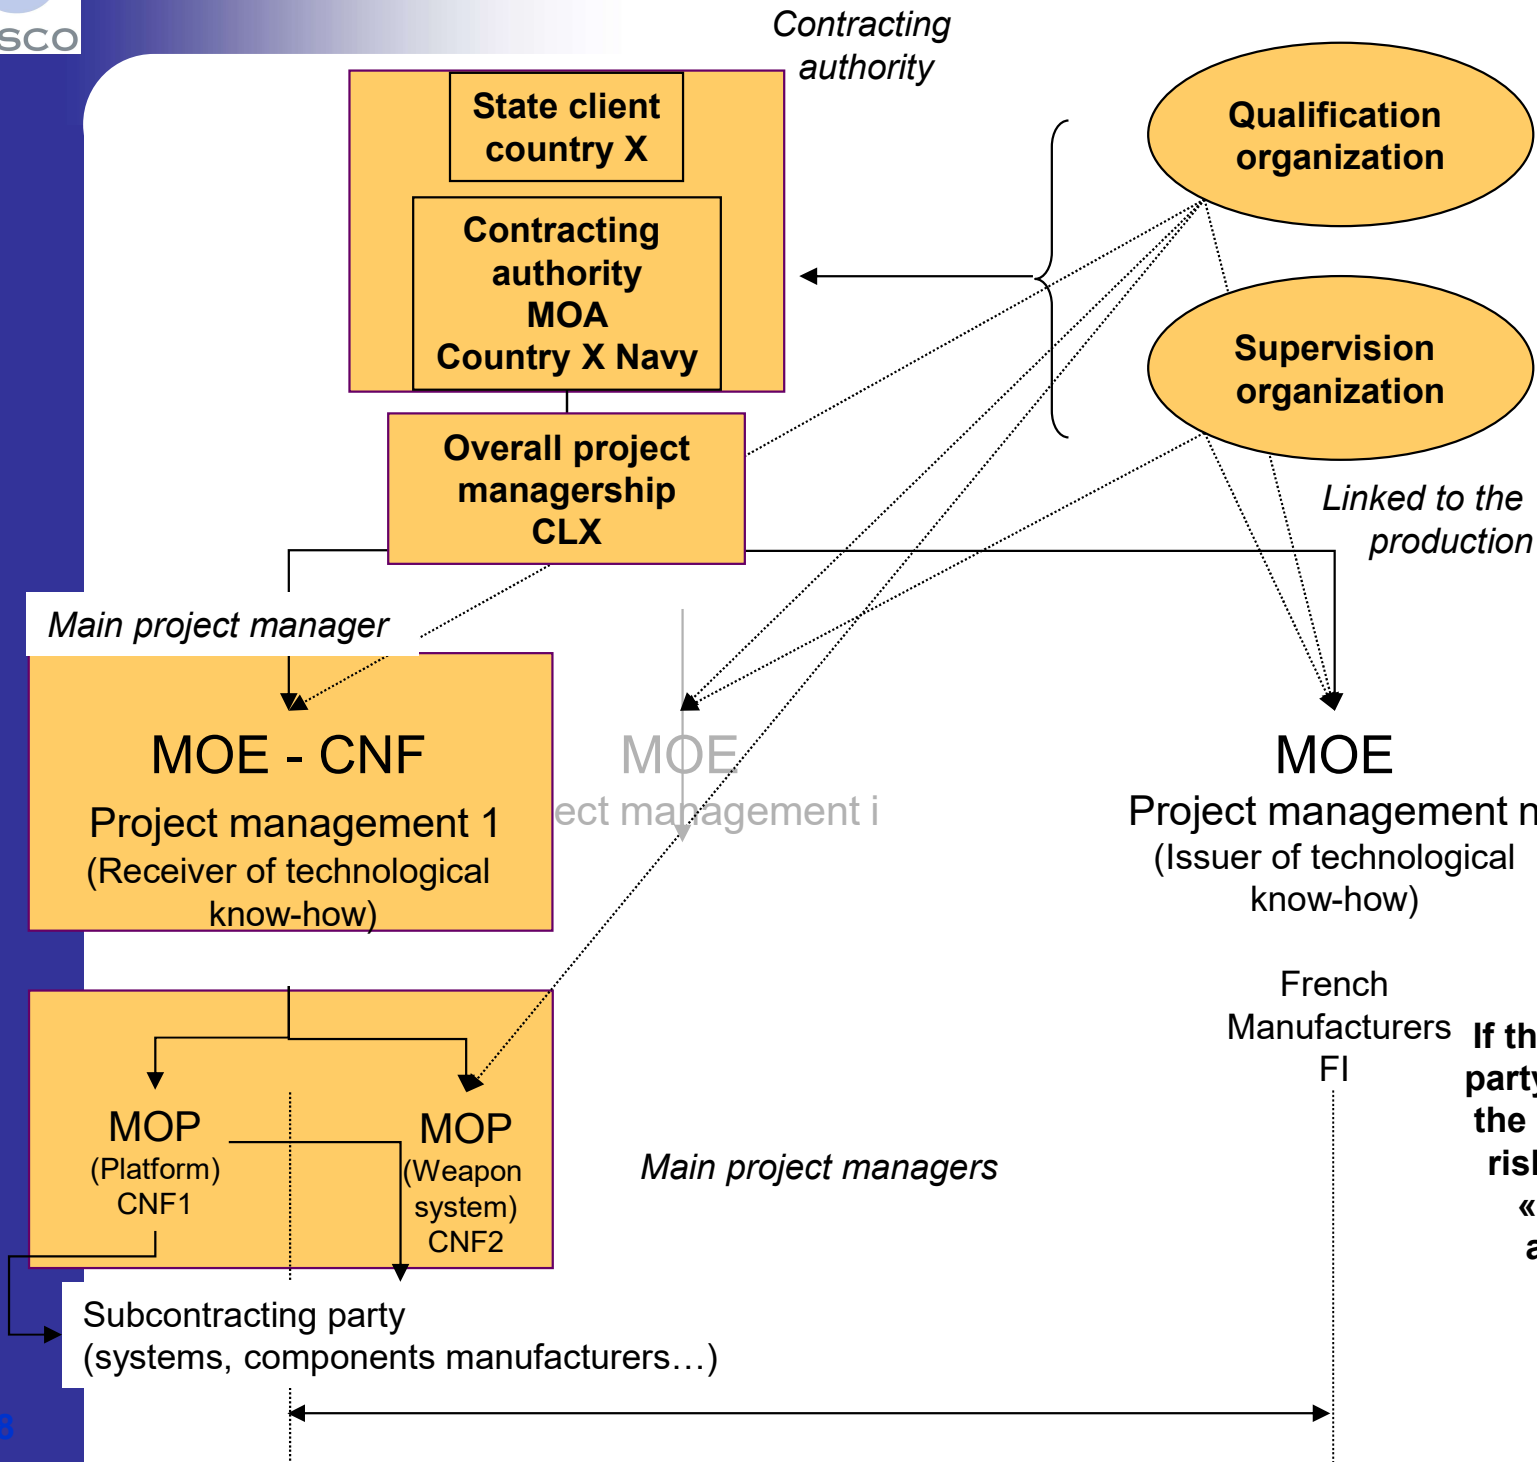 SCO
Contracting
authority
State client
country X
Contracting
authority
MOA
Country X Navy
Qualification
organization
Supervision
organization
Overall project
managership
CLX
Linked to the
production
Main project manager
MOE - CNF
Project management 1
(Receiver of technological
know-how)
MOE
ect management i
MOE
Project management n
(Issuer of technological
know-how)
French
Manufacturers
FI
If th
party
the
risk
«
a
MOP
(Platform)
CNF1
MOP
(Weapon
system)
CNF2
Main project managers
Subcontracting party
(systems, components manufacturers…)
8